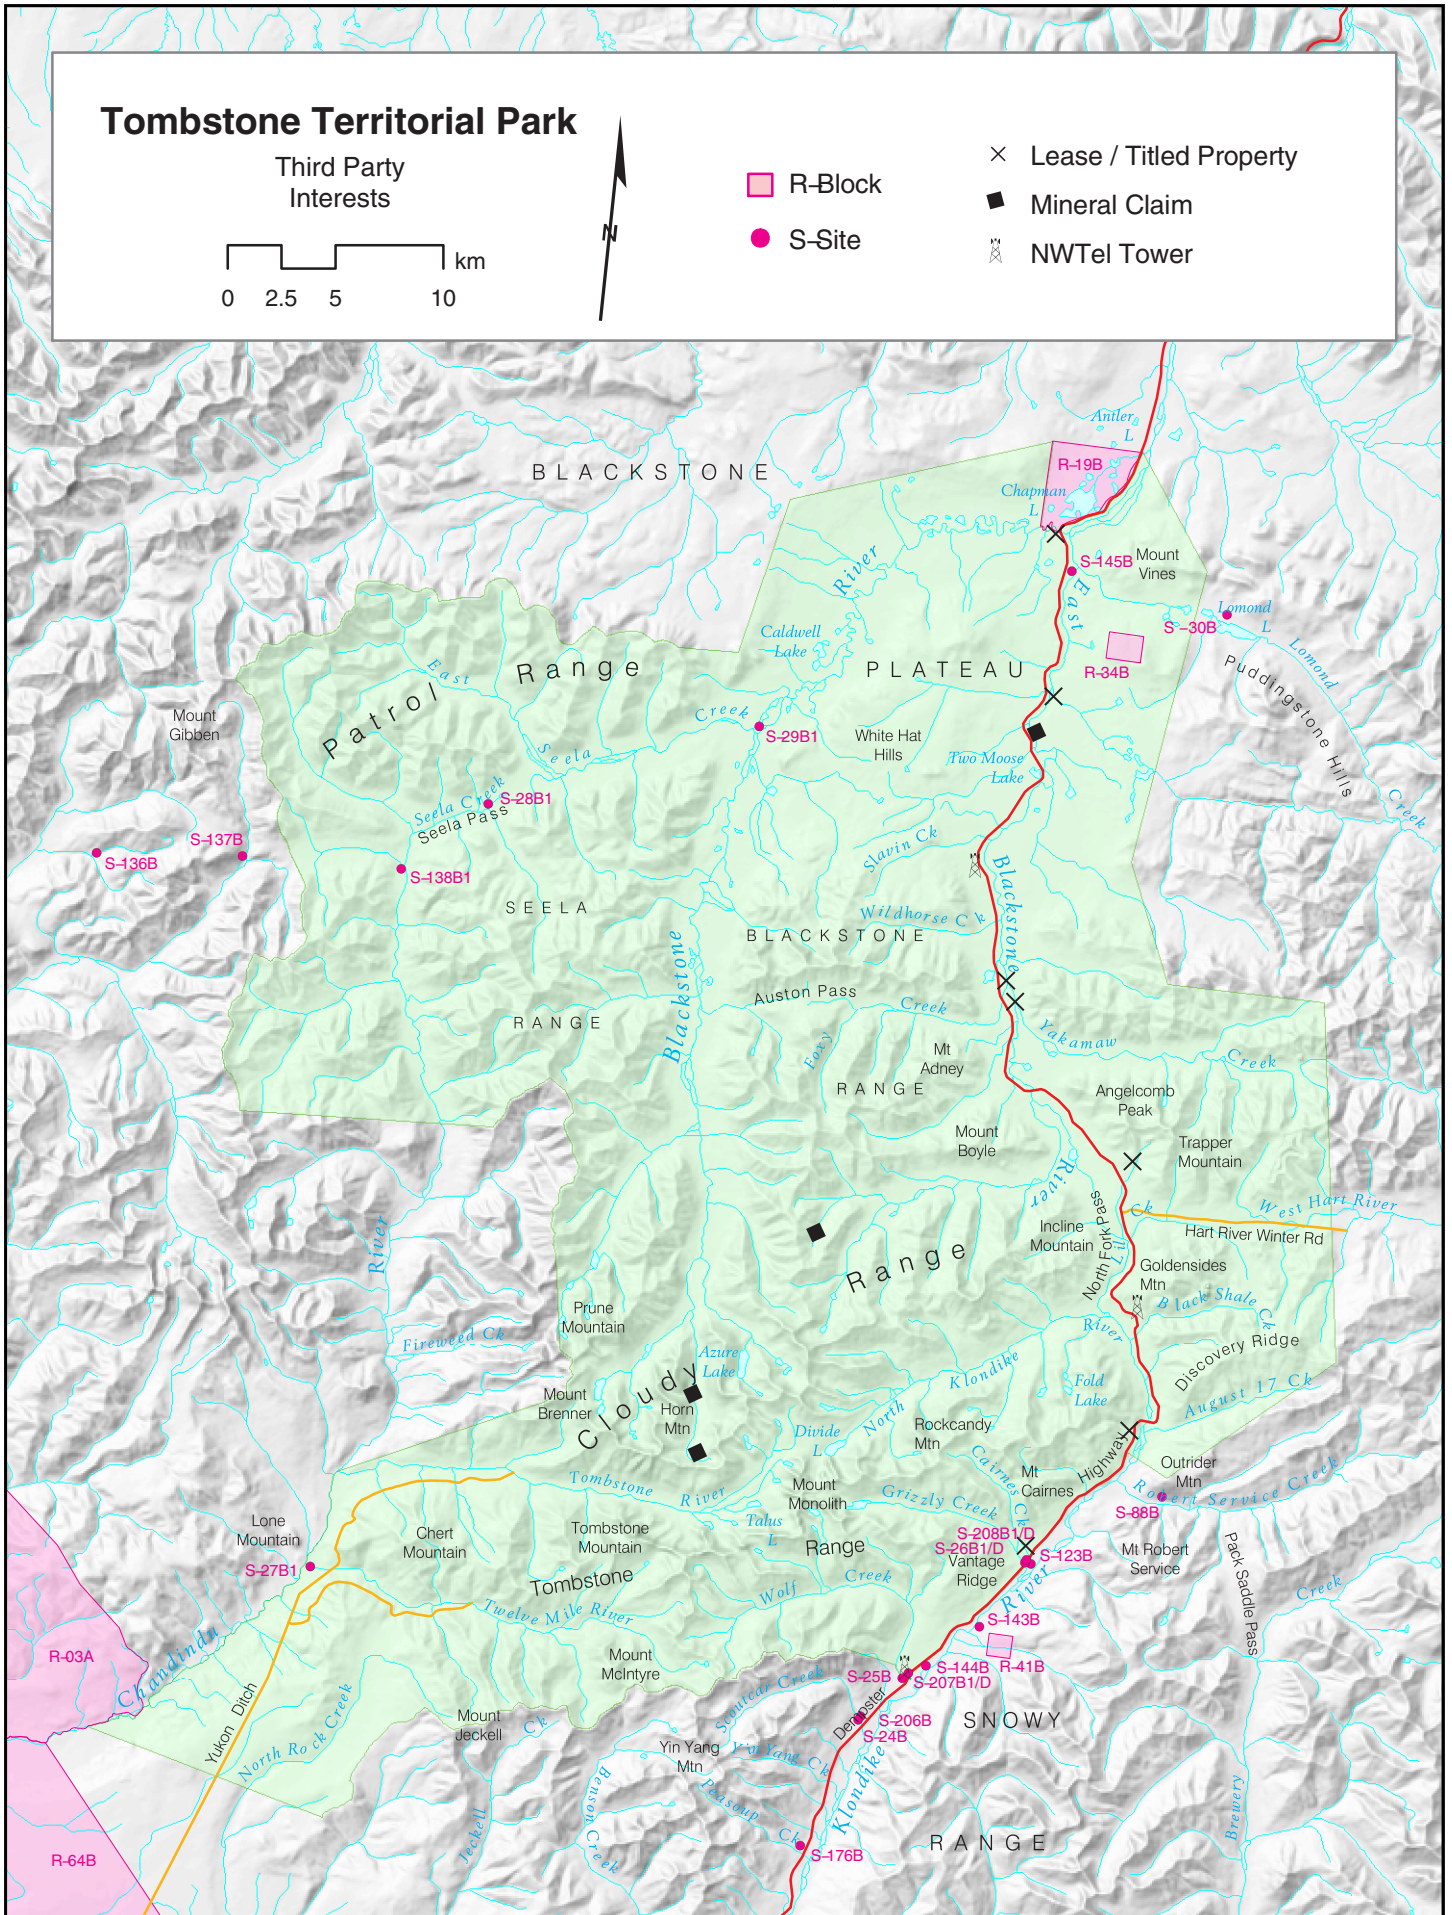 Tombstone Territorial Park
Third Party
Interests
km
0 2.5 5 10
N
R-Block
S-Site
Lease / Titled Property
Mineral Claim
NWTel Tower
Antler
L
BLACKSTONE
R-19B
Chapman
L
S-145B
Mount
Vines
River
East
Lomond
L
S-30B
Caldwell
Lake
R-34B
PLATEAU
Lomond
Puddingstone Hills
Creek
East
Range
Patrol
Mount
Gibben
Creek
S-29B1
White Hat
Hills
Two Moose
Lake
Seela
Seela Creek
S-28B1
Seela Pass
S-137B
S-136B
S-138B1
Slavin Ck
Blackstone
SEELA
Wildhorse Ck
BLACKSTONE
Blackstone
Auston Pass
Creek
RANGE
Foxy
Yakamaw
Creek
Mt
Adney
RANGE
Angelcomb
Peak
Mount
Boyle
Trapper
Mountain
River
Ck
West Hart River
Hart River Winter Rd
Incline
Mountain
North Fork Pass
Lil
River
Range
Goldensides
Mtn
Black Shale
Ck
Prune
Mountain
River
Fireweed Ck
Discovery Ridge
Azure
Lake
Klondike
Fold
Lake
August 17 Ck
Mount
Brenner
Cloudy
Horn
Mtn
North
Divide
L
Rockcandy
Mtn
Highway
Cairnes Ck
Mt
Cairnes
Outrider
Mtn
Robert Service Creek
S-88B
Tombstone River
Mount
Monolith
Grizzly Creek
Talus
L
Lone
Mountain
Chert
Mountain
Tombstone
Mountain
Range
S-208B1/D
S-26B1/D
S-123B
Vantage
Ridge
Mt Robert
Service
Pack Saddle Pass
S-27B1
Tombstone
Wolf
Creek
River
Creek
Twelve Mile River
S-143B
R-03A
Chandindu
Mount
McIntyre
R-41B
S-144B
S-25B
S-207B1/D
Scoutcar Creek
Dempster
S-206B
S-24B
SNOWY
Yukon Ditch
North Rock Creek
Mount
Jeckell
Ck
Yin Yang
Mtn
Yin Yang Ck
Benson Creek
Peasoup
Ck
Klondike
Jeckell
Brewery
RANGE
S-176B
R-64B